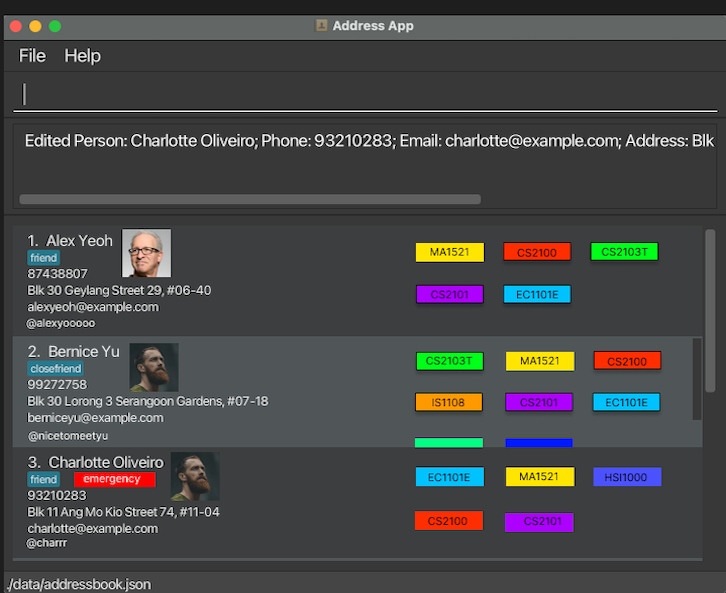 Address App
File Help
Edited Person: Charlotte Oliveiro; Phone: 93210283; Email: charlotte@example.com; Address: Blk
1. Alex Yeoh
friend
87438807
Blk 30 Geylang Street 29, #06-40
alexyeoh@example.com
@alexyooooo
MA1521 CS2100 CS2103T
CS2101 EC1101E
2. Bernice Yu
closefriend
99272758
Blk 30 Lorong 3 Serangoon Gardens, #07-18
berniceyu@example.com
@nicetomeetyu
CS2103T MA1521 CS2100
IS1108 CS2101 EC1101E
3. Charlotte Oliveiro
friend emergency
93210283
Blk 11 Ang Mo Kio Street 74, #11-04
charlotte@example.com
@charrr
EC1101E MA1521 HSI1000
CS2100 CS2101
./data/addressbook.json